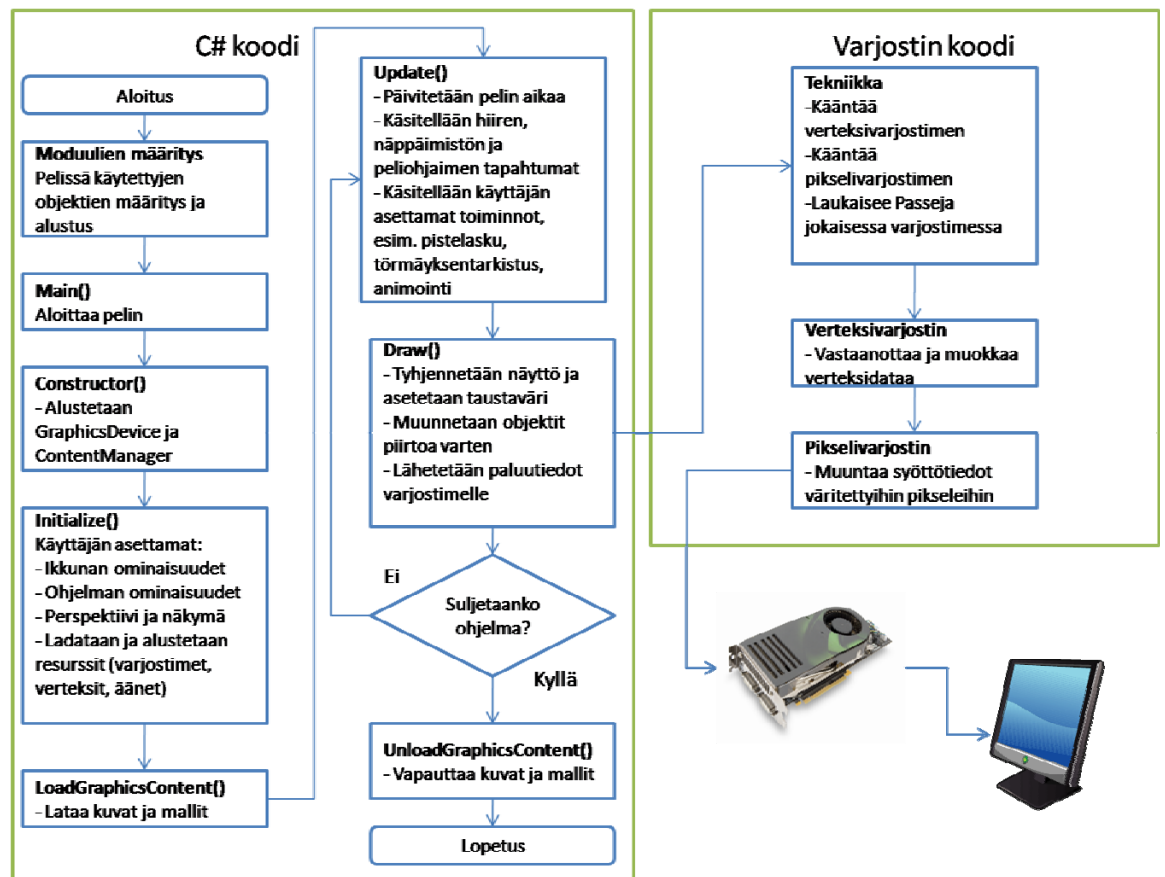 C# koodi
Aloitus
Moduulien määritys
Pelissä käytettyjen
objektien määritys ja
alustus
Main()
Aloittaa pelin
Constructor()
- Alustetaan
GraphicsDevice ja
ContentManager
Initialize()
Käyttäjän asettamat:
- Ikkunan ominaisuudet
- Ohjelman ominaisuudet
- Perspektiivi ja näkymä
- Ladataan ja alustetaan
resurssit (varjostimet,
verteksit, äänet)
LoadGraphicsContent()
- Lataa kuvat ja mallit
Update()
- Päivitetään pelin aikaa
- Käsitellään hiiren,
näppäimistön ja
peliohjaimen tapahtumat
- Käsitellään käyttäjän
asettamat toiminnot,
esim. pistelasku,
törmäyksentarkistus,
animointi
Draw()
- Tyhjennetään näyttö ja
asetetaan taustaväri
- Muunnetaan objektit
piirtoa varten
- Lähetetään paluutiedot
varjostimelle
Ei
Suljetaanko
ohjelma?
Kyllä
UnloadGraphicsContent()
- Vapauttaa kuvat ja mallit
Lopetus
Varjostin koodi
Tekniikka
-Kääntää
verteksivarjostimen
-Kääntää
pikselivarjostimen
-Laukaisee Passeja
jokaisessa varjostimessa
Verteksivarjostin
- Vastaanottaa ja muokkaa
verteksidataa
Pikselivarjostin
- Muuntaa syöttötiedot
väritettyihin pikseleihin